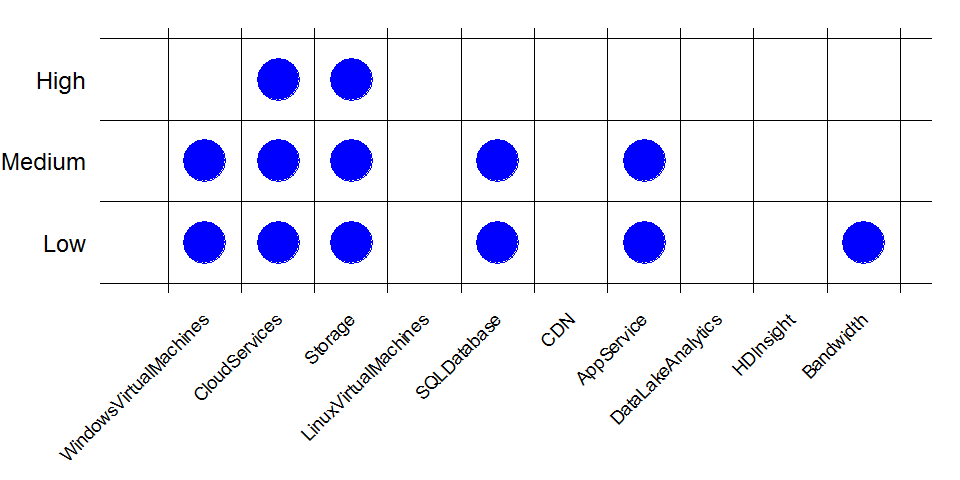 High
Medium
Low
WindowsVirtualMachines
CloudServices
Storage
LinuxVirtualMachines
SQLDatabase
CDN
AppService
DataLakeAnalytics
HDInsight
Bandwidth